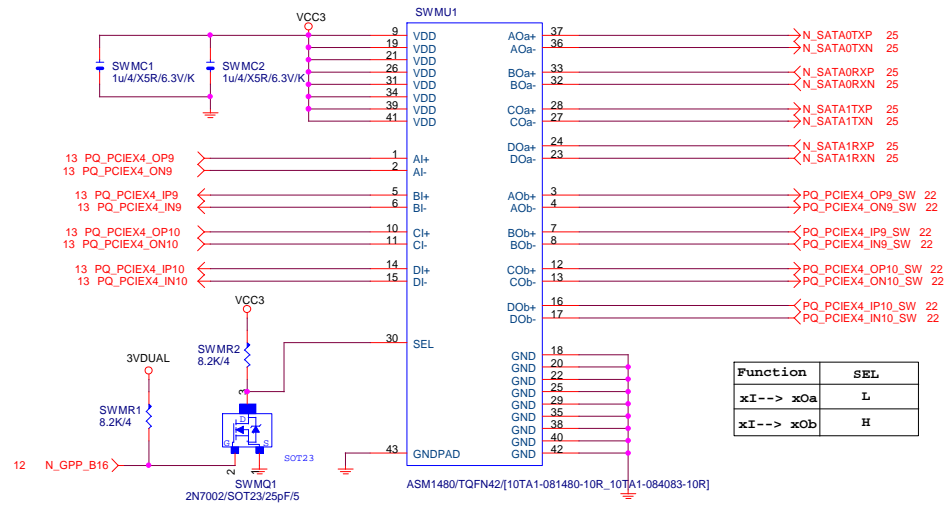 SWMU1
VCC3
SWMC1
1u/4/X5R/6.3V/K
SWMC2
1u/4/X5R/6.3V/K
9 VDD
19 VDD
21 VDD
26 VDD
31 VDD
34 VDD
39 VDD
41 VDD
AOa+ 37 N_SATA0TXP 25
AOa- 36 N_SATA0TXN 25
BOa+ 33 N_SATA0RXP 25
BOa- 32 N_SATA0RXN 25
COa+ 28 N_SATA1TXP 25
COa- 27 N_SATA1TXN 25
DOa+ 24 N_SATA1RXP 25
DOa- 23 N_SATA1RXN 25
13 PQ_PCIEX4_OP9 1 AI+
13 PQ_PCIEX4_ON9 2 AI-
13 PQ_PCIEX4_IP9 5 BI+
13 PQ_PCIEX4_IN9 6 BI-
13 PQ_PCIEX4_OP10 10 CI+
13 PQ_PCIEX4_ON10 11 CI-
13 PQ_PCIEX4_IP10 14 DI+
13 PQ_PCIEX4_IN10 15 DI-
AOb+ 3 PQ_PCIEX4_OP9_SW 22
AOb- 4 PQ_PCIEX4_ON9_SW 22
BOb+ 7 PQ_PCIEX4_IP9_SW 22
BOb- 8 PQ_PCIEX4_IN9_SW 22
COb+ 12 PQ_PCIEX4_OP10_SW 22
COb- 13 PQ_PCIEX4_ON10_SW 22
DOb+ 16 PQ_PCIEX4_IP10_SW 22
DOb- 17 PQ_PCIEX4_IN10_SW 22
VCC3
SWMR2
8.2K/4
30 SEL
3VDUAL
SWMR1
8.2K/4
3
D
G S
SOT23
2 1
12 N_GPP_B16
SWMQ1
2N7002/SOT23/25pF/5
43 GNDPAD
GND 18
GND 20
GND 22
GND 25
GND 29
GND 35
GND 38
GND 40
GND 42
ASM1480/TQFN42/[10TA1-081480-10R_10TA1-084083-10R]
Function SEL
xI--> xOa L
xI--> xOb H